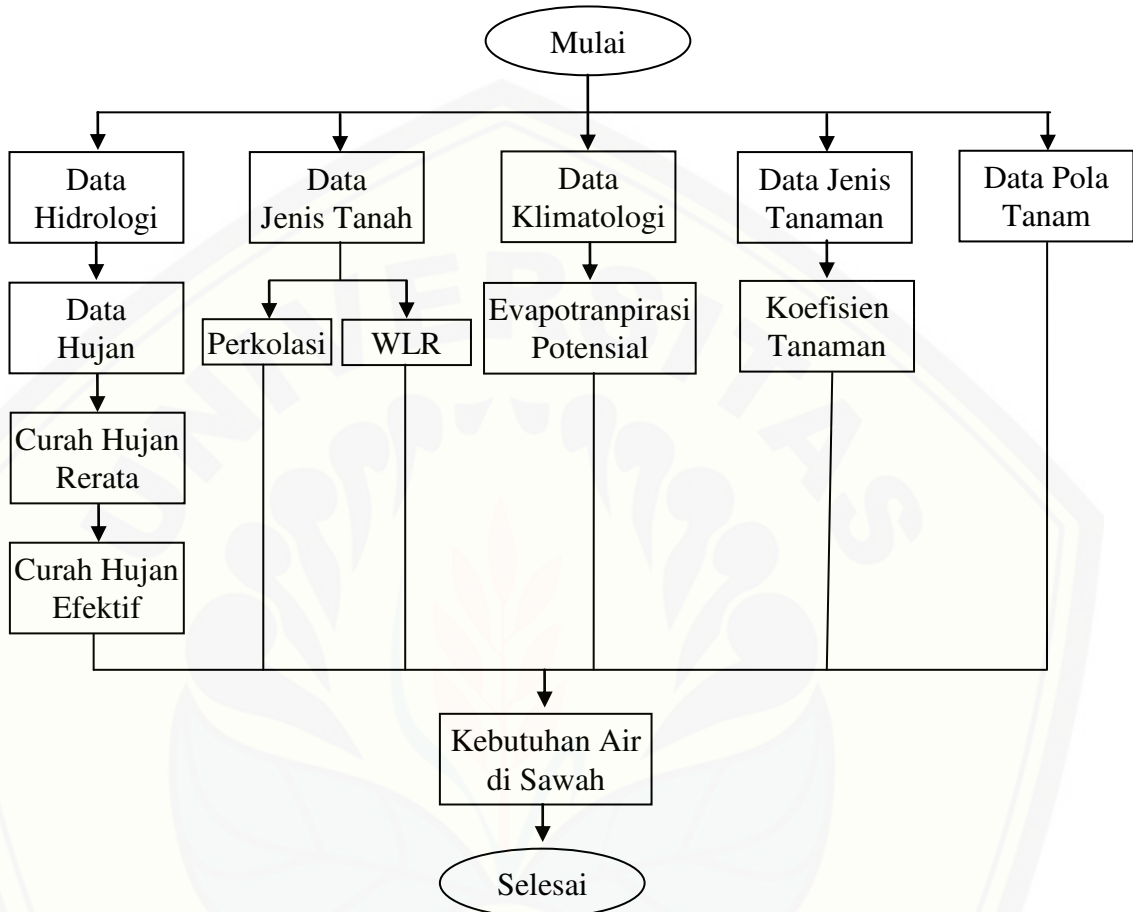 Mulai
Data
Hidrologi
Data
Jenis Tanah
Data
Klimatologi
Data Jenis
Tanaman
Data Pola
Tanam
Data
Hujan
Perkolasi
WLR
Evapotranpirasi
Potensial
Koefisien
Tanaman
Curah Hujan
Rerata
Curah Hujan
Efektif
Kebutuhan Air
di Sawah
Selesai
UNIVERSITAS